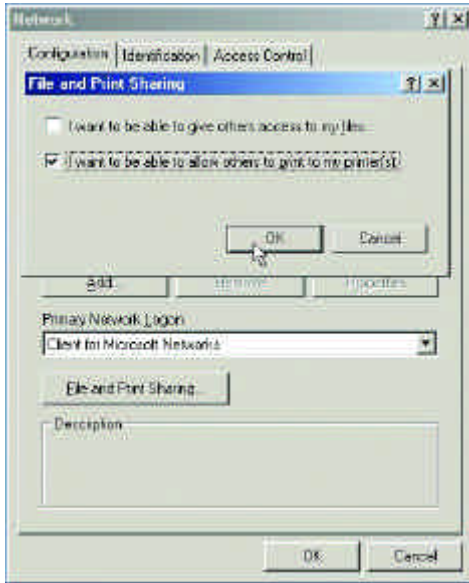 Network
Configuration Identification Access Control
File and Print Sharing
I want to be able to give others access to my files.
I want to be able to allow others to print to my printer(s).
OK Cancel
Add... Remove Properties
Primary Network Logon
Client for Microsoft Networks
File and Print Sharing...
Description
OK Cancel